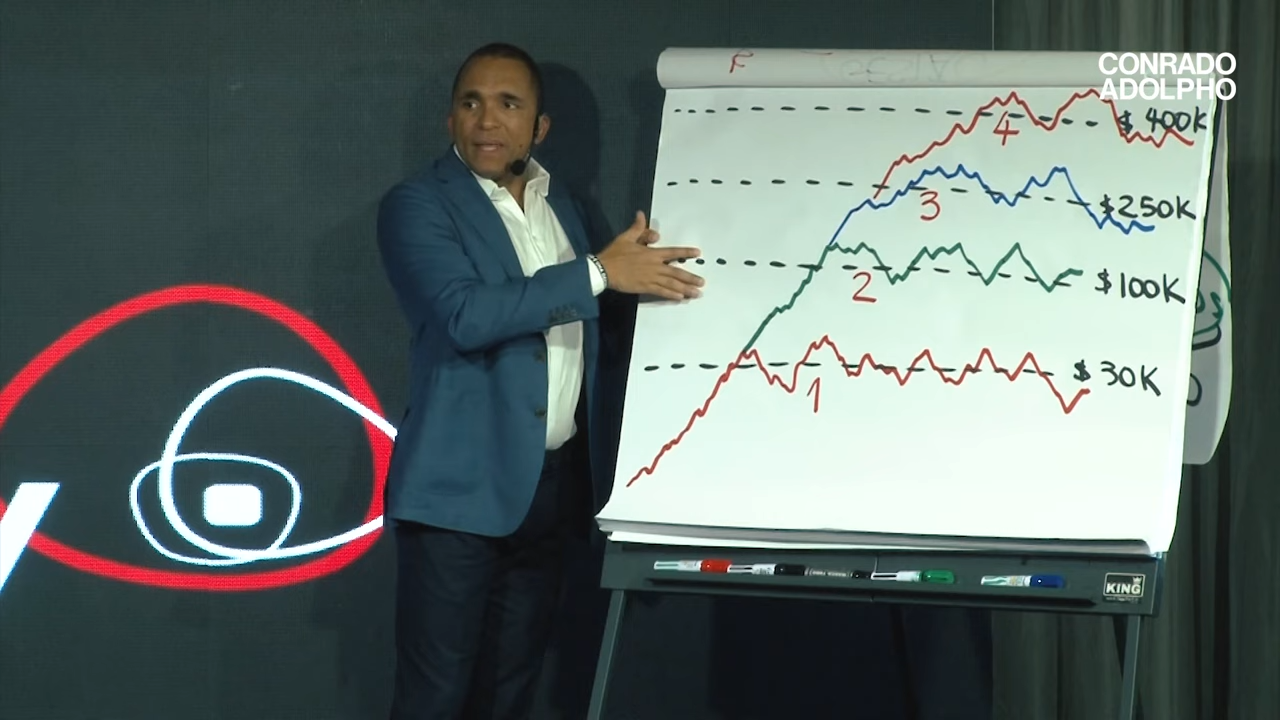 CONRADO
ADOLPHO
F
4
$ 400K
3
$250K
2
$100K
1
$ 30K
KING